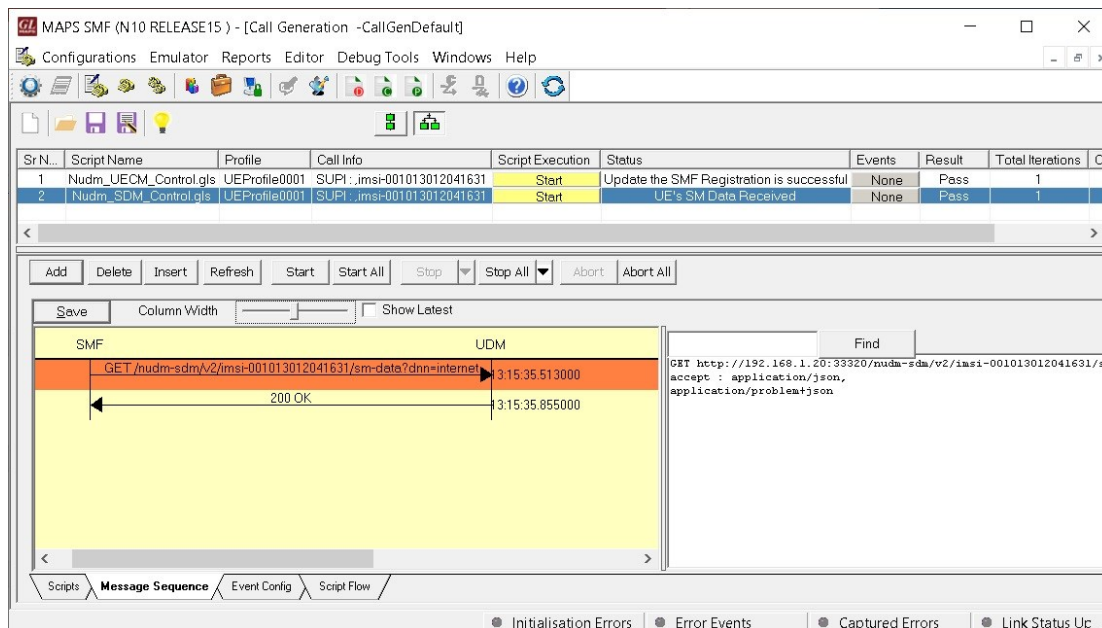 GL MAPS
MAPS SMF (N10 RELEASE15 ) - [Call Generation -CallGenDefault]
Configurations Emulator Reports Editor Debug Tools Windows Help
Sr N... Script Name Profile Call Info Script Execution Status Events Result Total Iterations C
1 Nudm_UECM_Control.gls UEProfile0001 SUPI : ,imsi-001013012041631 Start Update the SMF Registration is successful None Pass 1
2 Nudm_SDM_Control.gls UEProfile0001 SUPI : ,imsi-001013012041631 Start UE's SM Data Received None Pass 1
Add Delete Insert Refresh Start Start All Stop Stop All Abort Abort All
Save Column Width Show Latest
Find
SMF UDM
GET /nudm-sdm/v2/imsi-001013012041631/sm-data?dnn=internet
13:15:35.513000
200 OK
13:15:35.855000
GET http://192.168.1.20:33320/nudm-sdm/v2/imsi-001013012041631/s
accept : application/json,
application/problem+json
Scripts Message Sequence Event Config Script Flow
Initialisation Errors Error Events Captured Errors Link Status Up